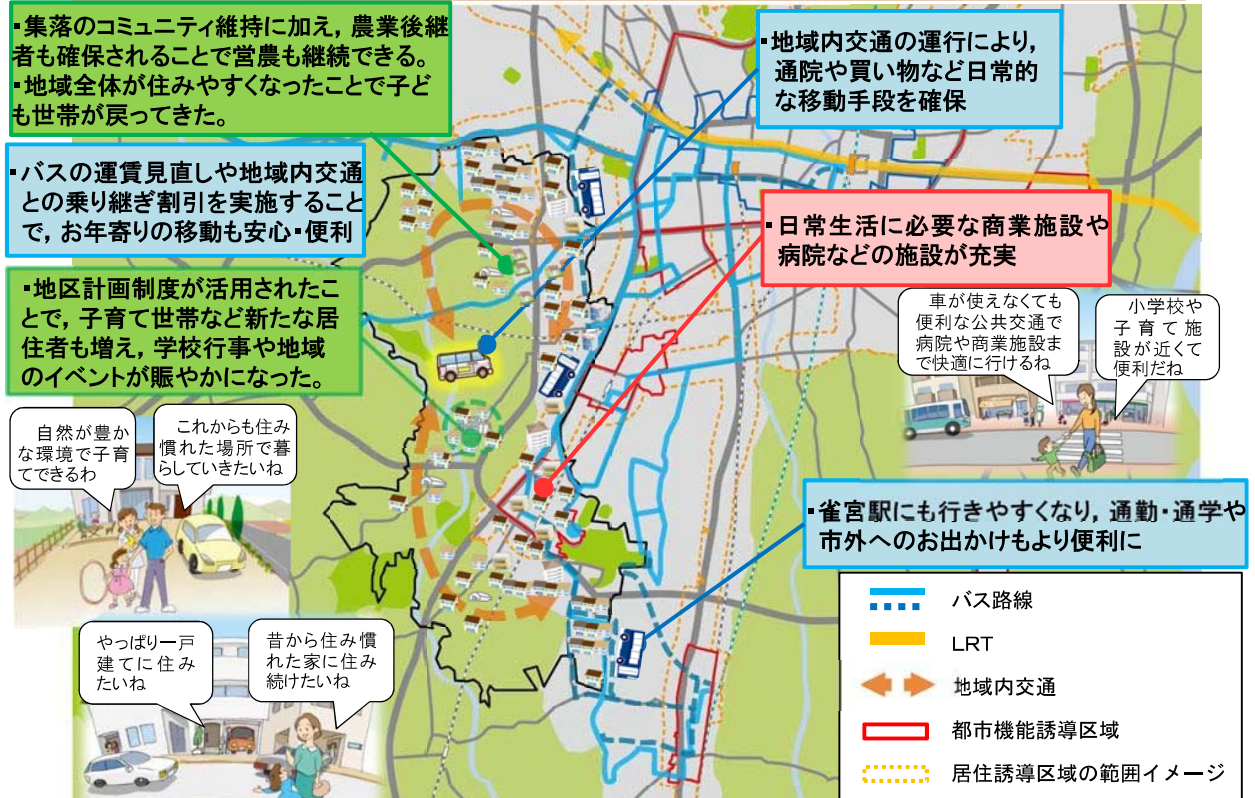 ▪集落のコミュニティ維持に加え，農業後継
者も確保されることで営農も継続できる。
▪地域全体が住みやすくなったことで子ど
も世帯が戻ってきた。
▪地域内交通の運行により，
通院や買い物など日常的
な移動手段を確保
▪バスの運賃見直しや地域内交通
との乗り継ぎ割引を実施すること
で，お年寄りの移動も安心・便利
▪日常生活に必要な商業施設や
病院などの施設が充実
▪地区計画制度が活用されたこ
とで，子育て世帯など新たな居
住者も増え，学校行事や地域
のイベントが賑やかになった。
車が使えなくても
便利な公共交通で
病院や商業施設ま
で快適に行けるね
小学校や
子育て施
設が近くて
便利だね
自然が豊か
な環境で子育
てできるわ
これからも住み
慣れた場所で暮
らしていきたいね
▪雀宮駅にも行きやすくなり，通勤・通学や
市外へのお出かけもより便利に
やっぱり一戸
建てに住み
たいね
昔から住み慣
れた家に住み
続けたいね
バス路線
LRT
地域内交通
都市機能誘導区域
居住誘導区域の範囲イメージ